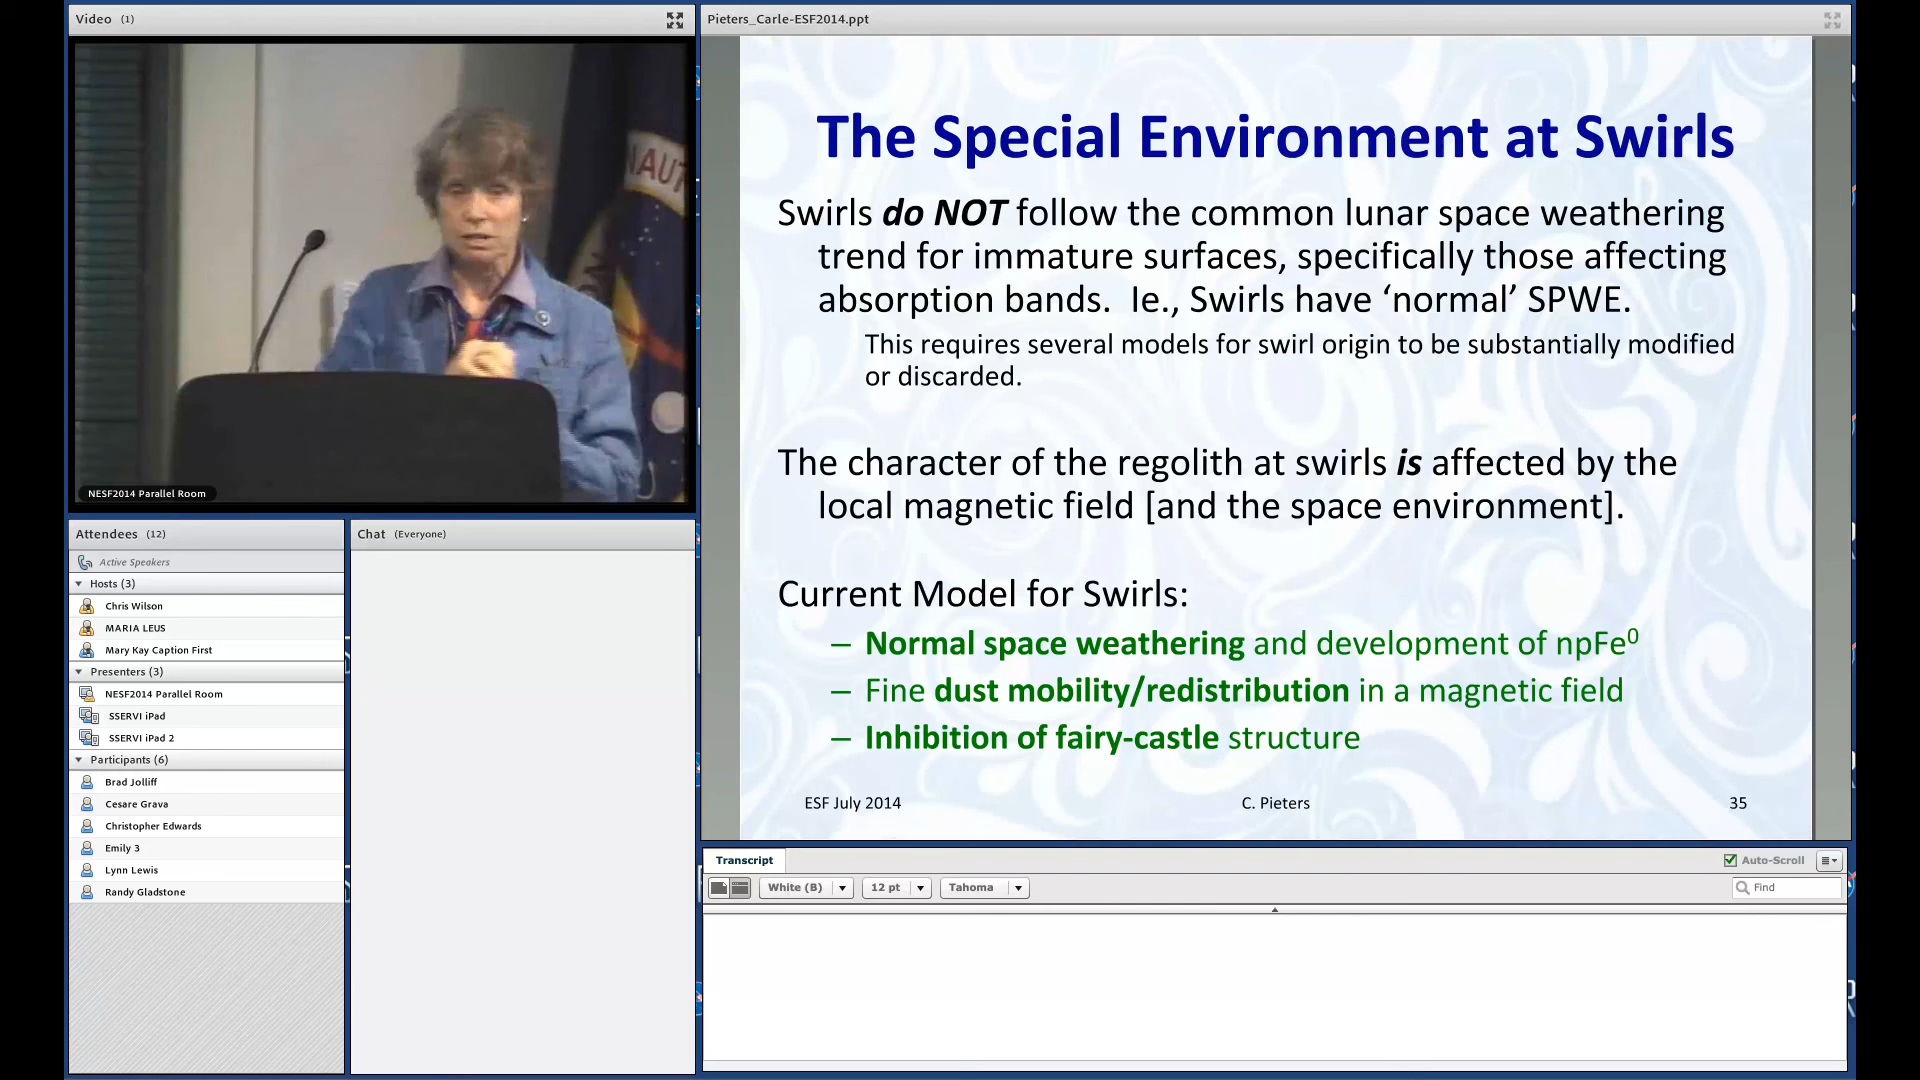 Video (1)
NAUT
NESF2014 Parallel Room
Attendees (12)
Active Speakers
Hosts (3)
Chris Wilson
MARIA LEUS
Mary Kay Caption First
Presenters (3)
NESF2014 Parallel Room
SSERVI iPad
SSERVI iPad 2
Participants (6)
Brad Jolliff
Cesare Grava
Christopher Edwards
Emily 3
Lynn Lewis
Randy Gladstone
Chat (Everyone)
Pieters_Carle-ESF2014.ppt
The Special Environment at Swirls
Swirls do NOT follow the common lunar space weathering
trend for immature surfaces, specifically those affecting
absorption bands. Ie., Swirls have ‘normal’ SPWE.
This requires several models for swirl origin to be substantially modified
or discarded.
The character of the regolith at swirls is affected by the
local magnetic field [and the space environment].
Current Model for Swirls:
– Normal space weathering and development of npFe⁰
– Fine dust mobility/redistribution in a magnetic field
– Inhibition of fairy-castle structure
ESF July 2014 C. Pieters 35
Transcript
Auto-Scroll
White (B) 12 pt Tahoma Find